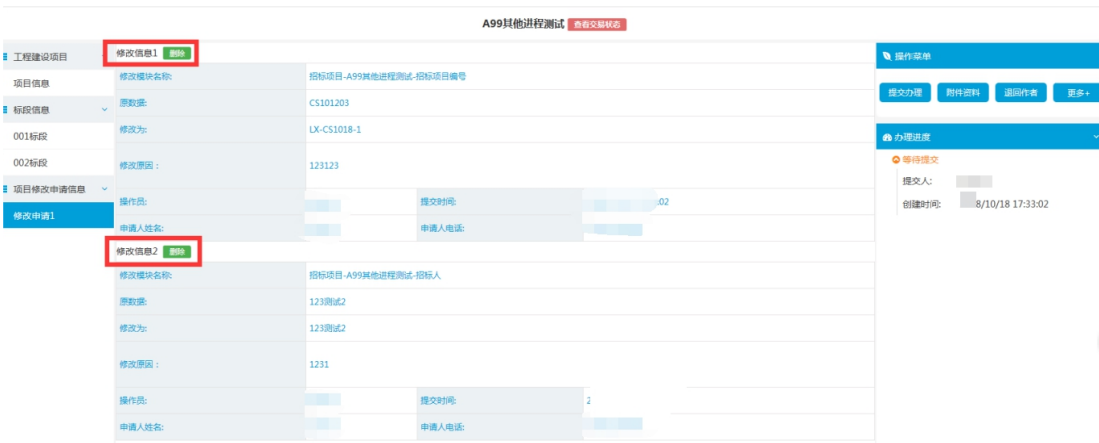 A99其他进程测试 查看交易状态
工程建设项目
项目信息
标段信息
001标段
002标段
项目修改申请信息
修改申请1
修改信息1 删除
修改模块名称: 招标项目-A99其他进程测试-招标项目编号
原数据: CS101203
修改为: LX-CS1018-1
修改原因： 123123
操作员: 提交时间: :02
申请人姓名: 申请人电话:
修改信息2 删除
修改模块名称: 招标项目-A99其他进程测试-招标人
原数据: 123测试2
修改为: 123测试2
修改原因： 1231
操作员: 提交时间: 2
申请人姓名: 申请人电话:
操作菜单
提交办理 附件资料 退回作者 更多+
办理进度
等待提交
提交人:
创建时间: 8/10/18 17:33:02